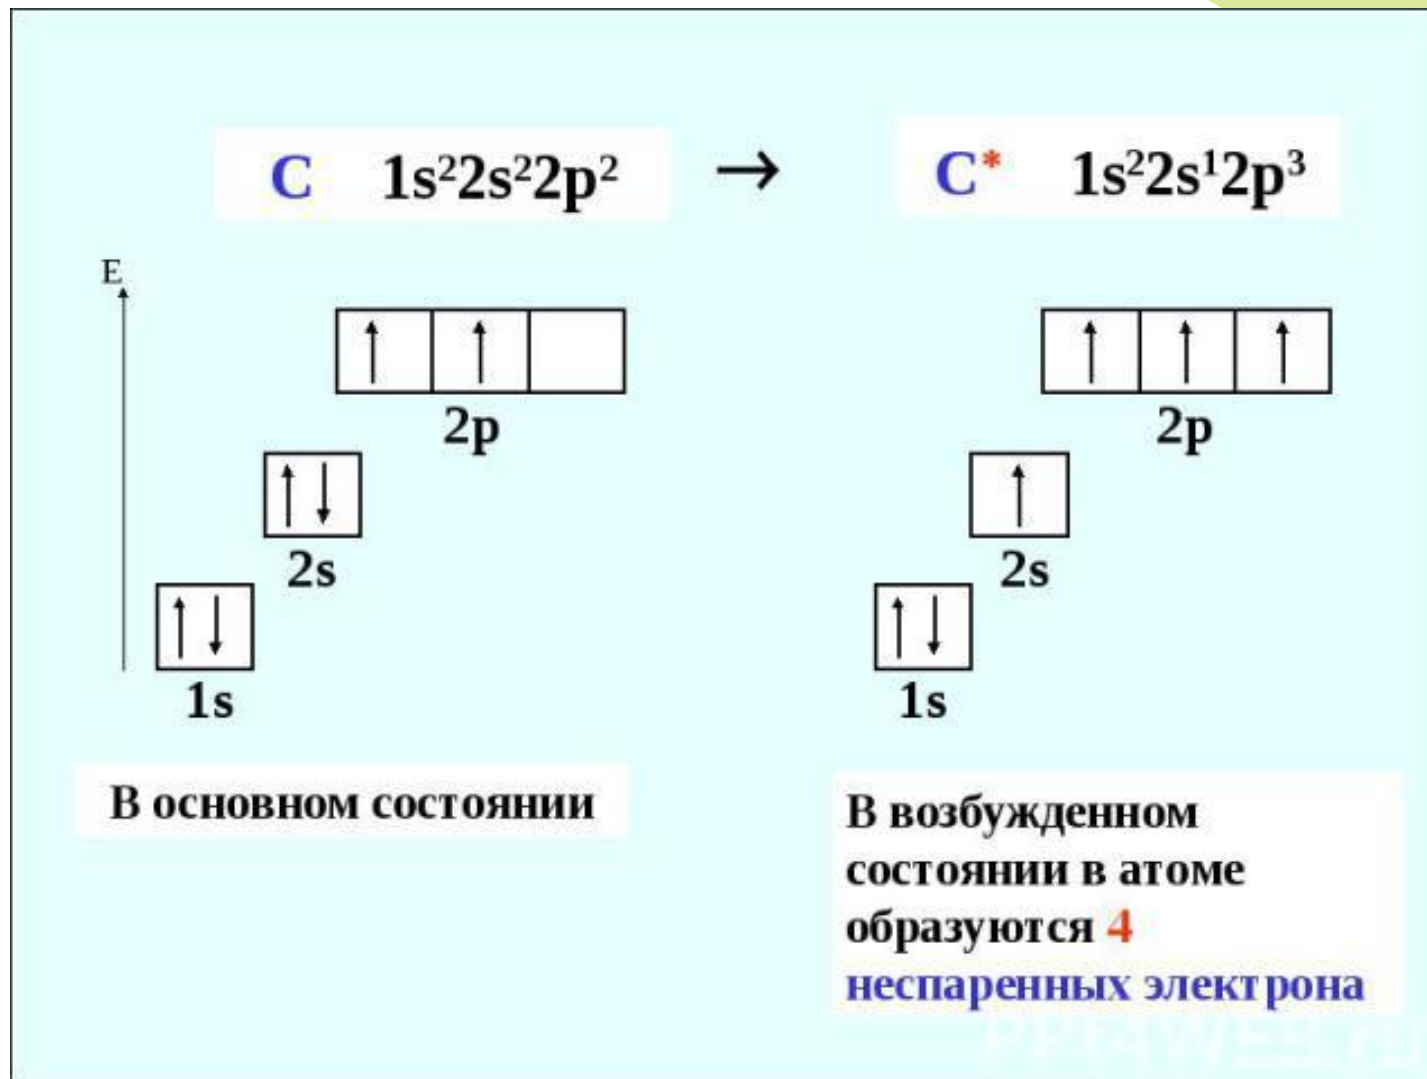 C 1s²2s²2p² → C* 1s²2s¹2p³
E
2p 2p
2s 2s
1s 1s
В основном состоянии
В возбужденном
состоянии в атоме
образуются 4
неспаренных электрона